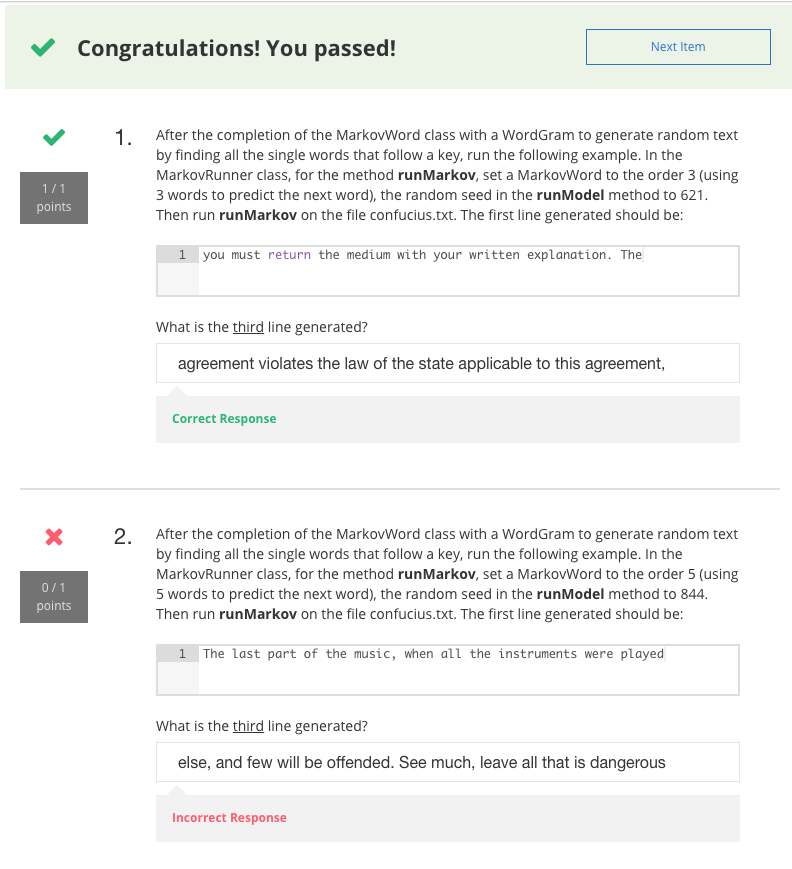 Congratulations! You passed!
Next Item
1.
After the completion of the MarkovWord class with a WordGram to generate random text
by finding all the single words that follow a key, run the following example. In the
1 / 1
points
MarkovRunner class, for the method runMarkov, set a MarkovWord to the order 3 (using
3 words to predict the next word), the random seed in the runModel method to 621.
Then run runMarkov on the file confucius.txt. The first line generated should be:
1 you must return the medium with your written explanation. The
What is the third line generated?
agreement violates the law of the state applicable to this agreement,
Correct Response
2.
After the completion of the MarkovWord class with a WordGram to generate random text
by finding all the single words that follow a key, run the following example. In the
0 / 1
points
MarkovRunner class, for the method runMarkov, set a MarkovWord to the order 5 (using
5 words to predict the next word), the random seed in the runModel method to 844.
Then run runMarkov on the file confucius.txt. The first line generated should be:
1 The last part of the music, when all the instruments were played
What is the third line generated?
else, and few will be offended. See much, leave all that is dangerous
Incorrect Response